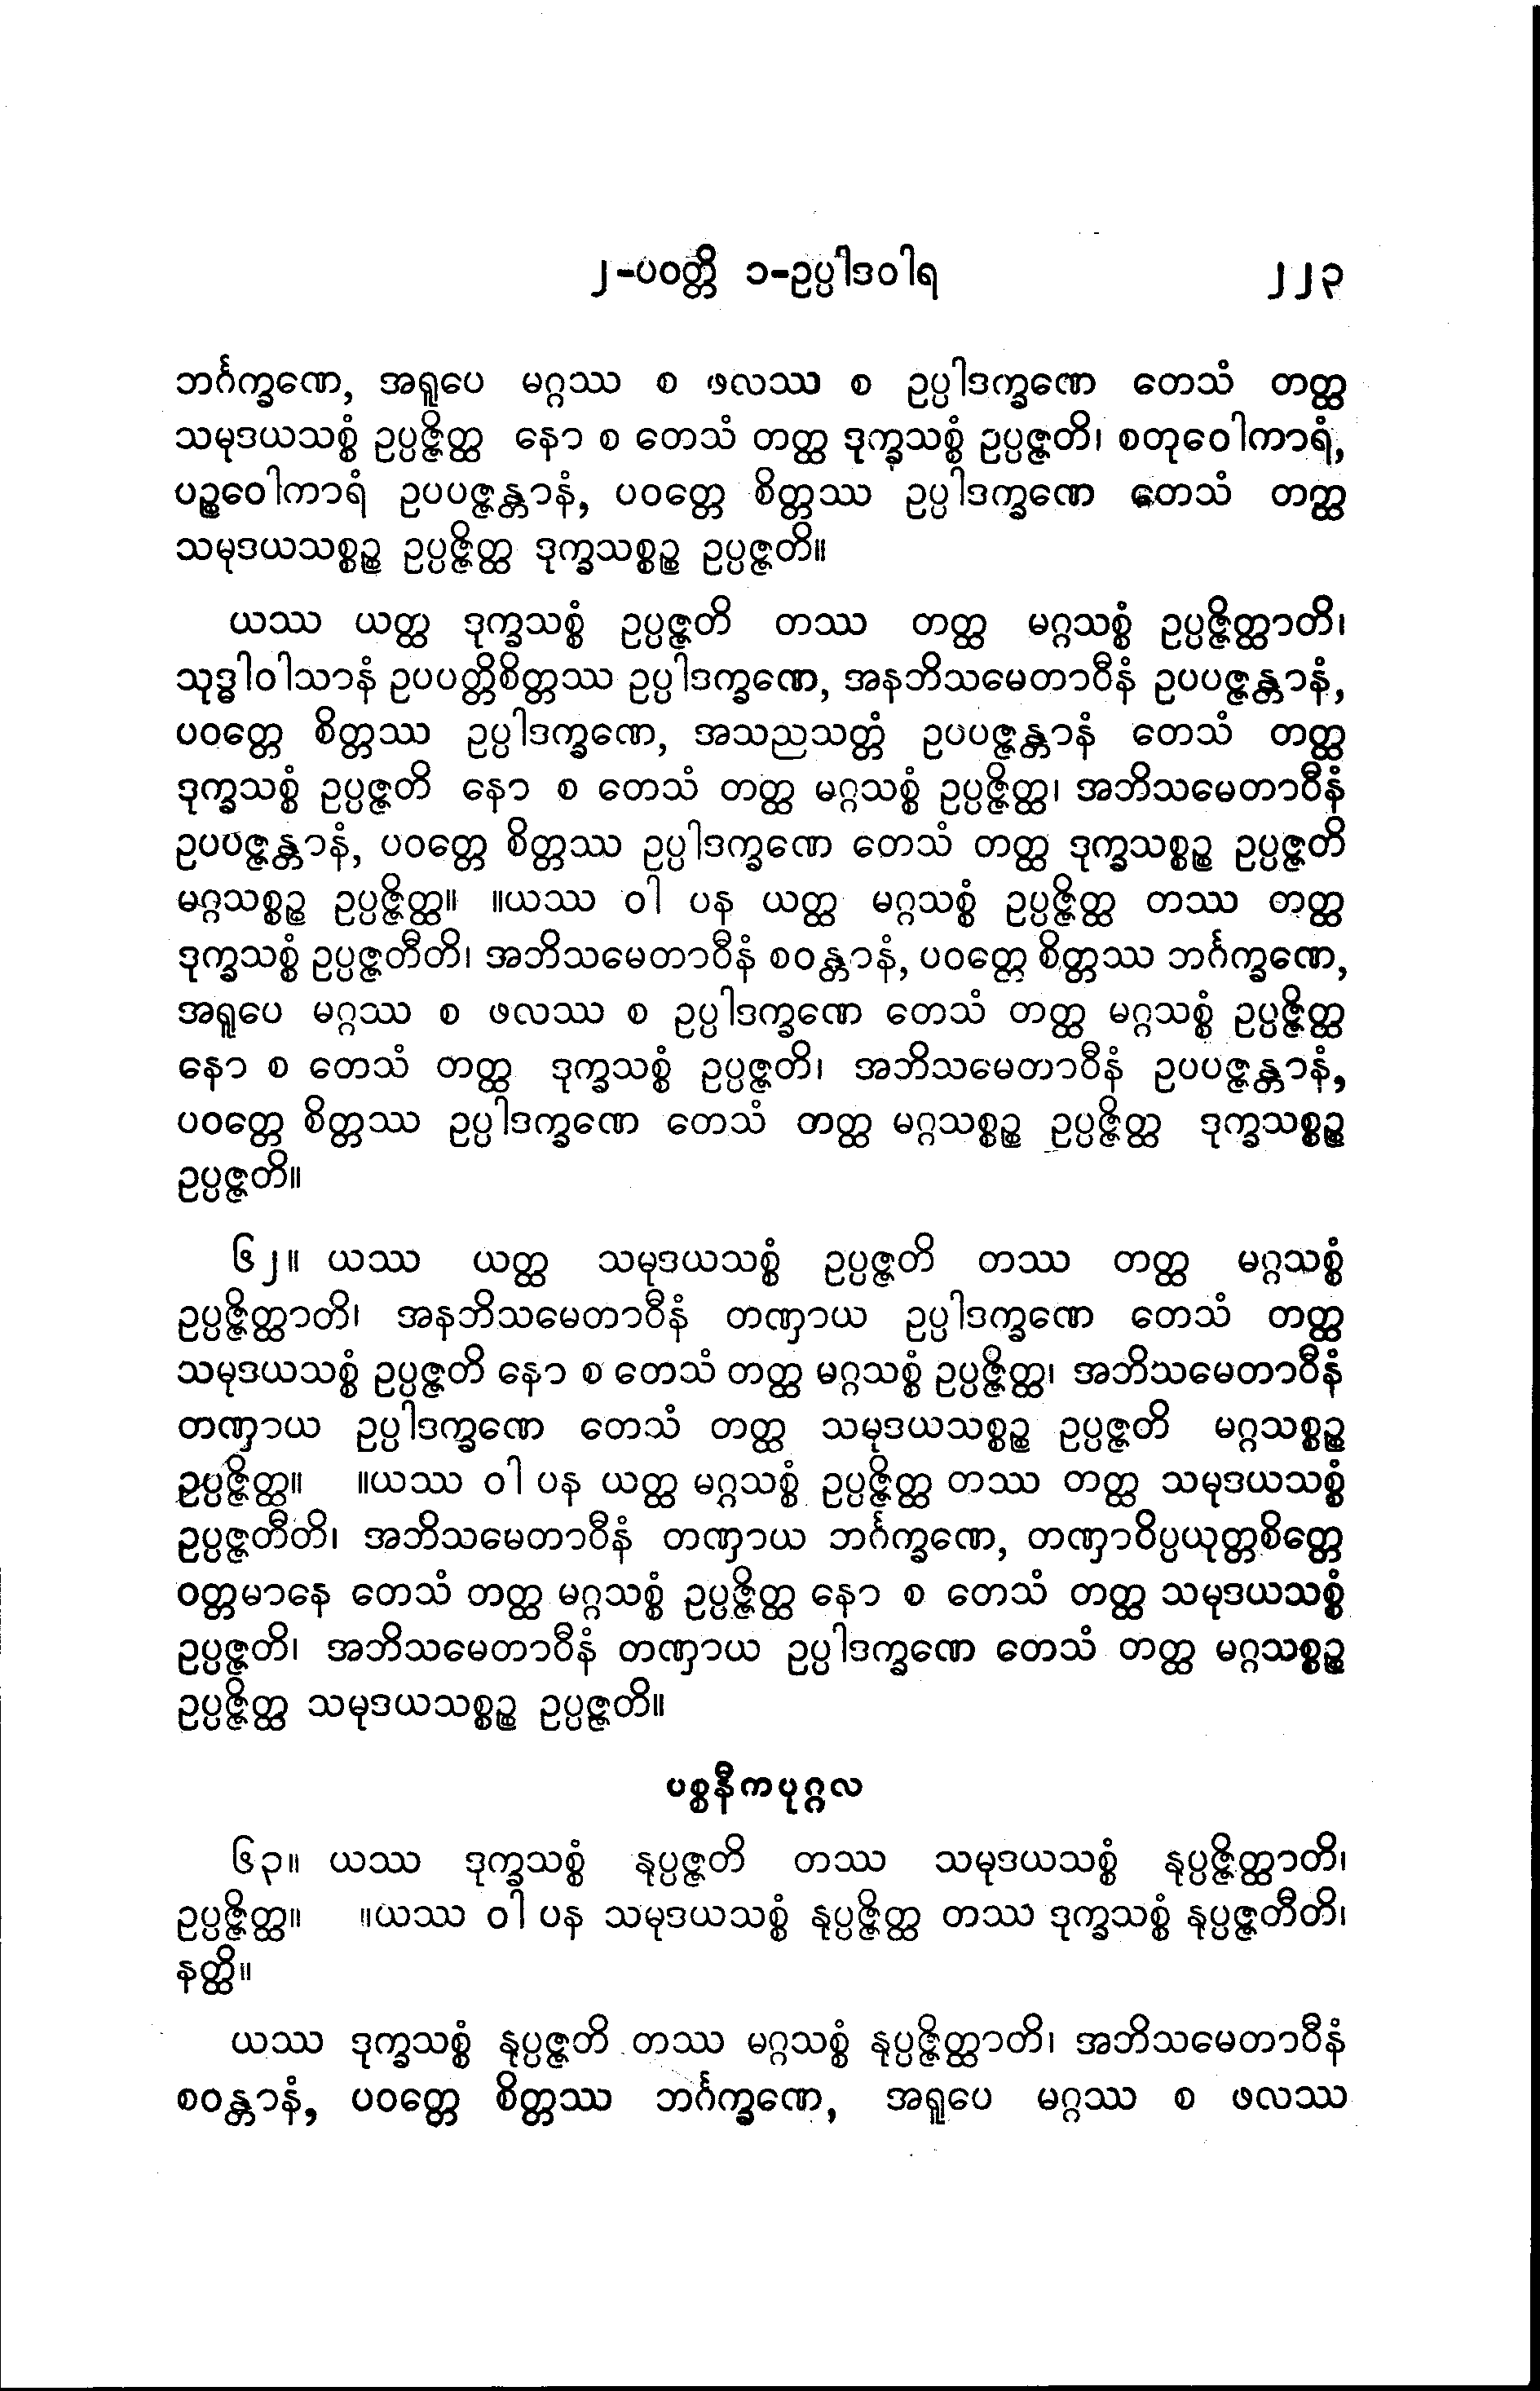 ၂-ပဝတ္တိ ၁-ဥပ္ပါဒဝါရ ၂၂၃
ဘင်္ဂက္ခဏေ, အရူပေ မဂ္ဂဿ စ ဖလဿ စ ဥပ္ပါဒက္ခဏေ တေသံ တတ္ထ
သမုဒယသစ္စံ ဥပ္ပဇ္ဇိတ္ထ နော စ တေသံ တတ္ထ ဒုက္ခသစ္စံ ဥပ္ပဇ္ဇတိ၊ စတုဝေါကာရံ,
ပဉ္စဝေါကာရံ ဥပပဇ္ဇန္တာနံ, ပဝတ္တေ စိတ္တဿ ဥပ္ပါဒက္ခဏေ တေသံ တတ္ထ
သမုဒယသစ္စဉ္စ ဥပ္ပဇ္ဇိတ္ထ ဒုက္ခသစ္စဉ္စ ဥပ္ပဇ္ဇတိ။
ယဿ ယတ္ထ ဒုက္ခသစ္စံ ဥပ္ပဇ္ဇတိ တဿ တတ္ထ မဂ္ဂသစ္စံ ဥပ္ပဇ္ဇိတ္ထာတိ၊
သုဒ္ဓါဝါသာနံ ဥပပတ္တိစိတ္တဿ ဥပ္ပါဒက္ခဏေ, အနဘိသမေတာဝီနံ ဥပပဇ္ဇန္တာနံ,
ပဝတ္တေ စိတ္တဿ ဥပ္ပါဒက္ခဏေ, အသညသတ္တံ ဥပပဇ္ဇန္တာနံ တေသံ တတ္ထ
ဒုက္ခသစ္စံ ဥပ္ပဇ္ဇတိ နော စ တေသံ တတ္ထ မဂ္ဂသစ္စံ ဥပ္ပဇ္ဇိတ္ထ၊ အဘိသမေတာဝီနံ
ဥပပဇ္ဇန္တာနံ, ပဝတ္တေ စိတ္တဿ ဥပ္ပါဒက္ခဏေ တေသံ တတ္ထ ဒုက္ခသစ္စဉ္စ ဥပ္ပဇ္ဇတိ
မဂ္ဂသစ္စဉ္စ ဥပ္ပဇ္ဇိတ္ထ။ ။ယဿ ဝါ ပန ယတ္ထ မဂ္ဂသစ္စံ ဥပ္ပဇ္ဇိတ္ထ တဿ တတ္ထ
ဒုက္ခသစ္စံ ဥပ္ပဇ္ဇတီတိ၊ အဘိသမေတာဝီနံ စဝန္တာနံ, ပဝတ္တေ စိတ္တဿ ဘင်္ဂက္ခဏေ,
အရူပေ မဂ္ဂဿ စ ဖလဿ စ ဥပ္ပါဒက္ခဏေ တေသံ တတ္ထ မဂ္ဂသစ္စံ ဥပ္ပဇ္ဇိတ္ထ
နော စ တေသံ တတ္ထ ဒုက္ခသစ္စံ ဥပ္ပဇ္ဇတိ၊ အဘိသမေတာဝီနံ ဥပပဇ္ဇန္တာနံ,
ပဝတ္တေ စိတ္တဿ ဥပ္ပါဒက္ခဏေ တေသံ တတ္ထ မဂ္ဂသစ္စဉ္စ ဥပ္ပဇ္ဇိတ္ထ ဒုက္ခသစ္စဉ္စ
ဥပ္ပဇ္ဇတိ။
၆၂။ ယဿ ယတ္ထ သမုဒယသစ္စံ ဥပ္ပဇ္ဇတိ တဿ တတ္ထ မဂ္ဂသစ္စံ
ဥပ္ပဇ္ဇိတ္ထာတိ၊ အနဘိသမေတာဝီနံ တဏှာယ ဥပ္ပါဒက္ခဏေ တေသံ တတ္ထ
သမုဒယသစ္စံ ဥပ္ပဇ္ဇတိ နော စ တေသံ တတ္ထ မဂ္ဂသစ္စံ ဥပ္ပဇ္ဇိတ္ထ၊ အဘိသမေတာဝီနံ
တဏှာယ ဥပ္ပါဒက္ခဏေ တေသံ တတ္ထ သမုဒယသစ္စဉ္စ ဥပ္ပဇ္ဇတိ မဂ္ဂသစ္စဉ္စ
ဥပ္ပဇ္ဇိတ္ထ။ ။ယဿ ဝါ ပန ယတ္ထ မဂ္ဂသစ္စံ ဥပ္ပဇ္ဇိတ္ထ တဿ တတ္ထ သမုဒယသစ္စံ
ဥပ္ပဇ္ဇတီတိ၊ အဘိသမေတာဝီနံ တဏှာယ ဘင်္ဂက္ခဏေ, တဏှာဝိပ္ပယုတ္တစိတ္တေ
ဝတ္တမာနေ တေသံ တတ္ထ မဂ္ဂသစ္စံ ဥပ္ပဇ္ဇိတ္ထ နော စ တေသံ တတ္ထ သမုဒယသစ္စံ
ဥပ္ပဇ္ဇတိ၊ အဘိသမေတာဝီနံ တဏှာယ ဥပ္ပါဒက္ခဏေ တေသံ တတ္ထ မဂ္ဂသစ္စဉ္စ
ဥပ္ပဇ္ဇိတ္ထ သမုဒယသစ္စဉ္စ ဥပ္ပဇ္ဇတိ။
ပစ္စနီကပုဂ္ဂလ
၆၃။ ယဿ ဒုက္ခသစ္စံ နုပ္ပဇ္ဇတိ တဿ သမုဒယသစ္စံ နုပ္ပဇ္ဇိတ္ထာတိ၊
ဥပ္ပဇ္ဇိတ္ထ။ ။ယဿ ဝါ ပန သမုဒယသစ္စံ နုပ္ပဇ္ဇိတ္ထ တဿ ဒုက္ခသစ္စံ နုပ္ပဇ္ဇတီတိ၊
နတ္ထိ။
ယဿ ဒုက္ခသစ္စံ နုပ္ပဇ္ဇတိ တဿ မဂ္ဂသစ္စံ နုပ္ပဇ္ဇိတ္ထာတိ၊ အဘိသမေတာဝီနံ
စဝန္တာနံ, ပဝတ္တေ စိတ္တဿ ဘင်္ဂက္ခဏေ, အရူပေ မဂ္ဂဿ စ ဖလဿ